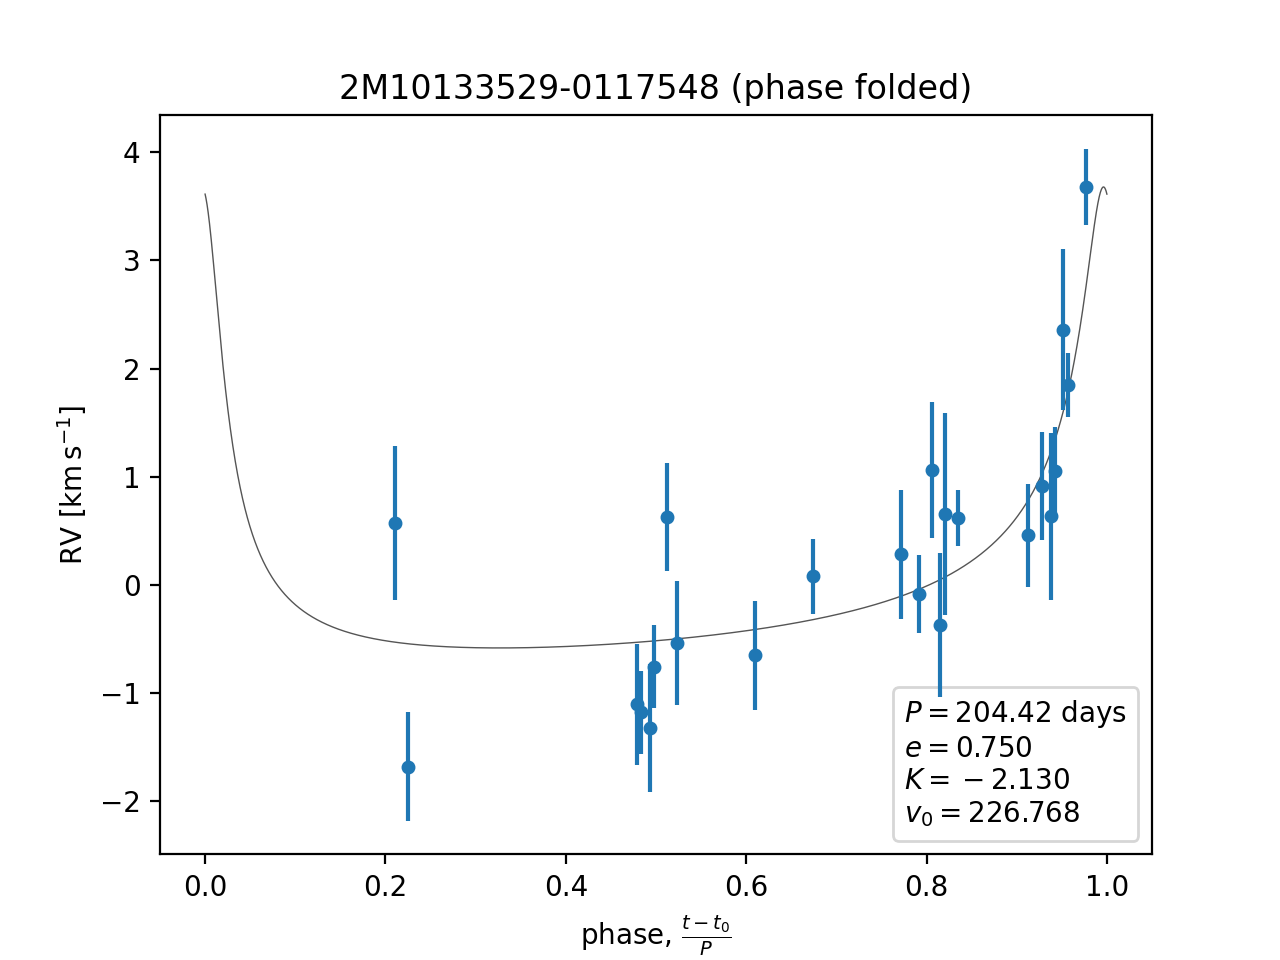 2M10133529-0117548 (phase folded)
4
3
2
1
0
−1
−2
RV [km s⁻¹]
P = 204.42 days
e = 0.750
K = −2.130
v₀ = 226.768
0.0 0.2 0.4 0.6 0.8 1.0
phase, (t − t₀)/P